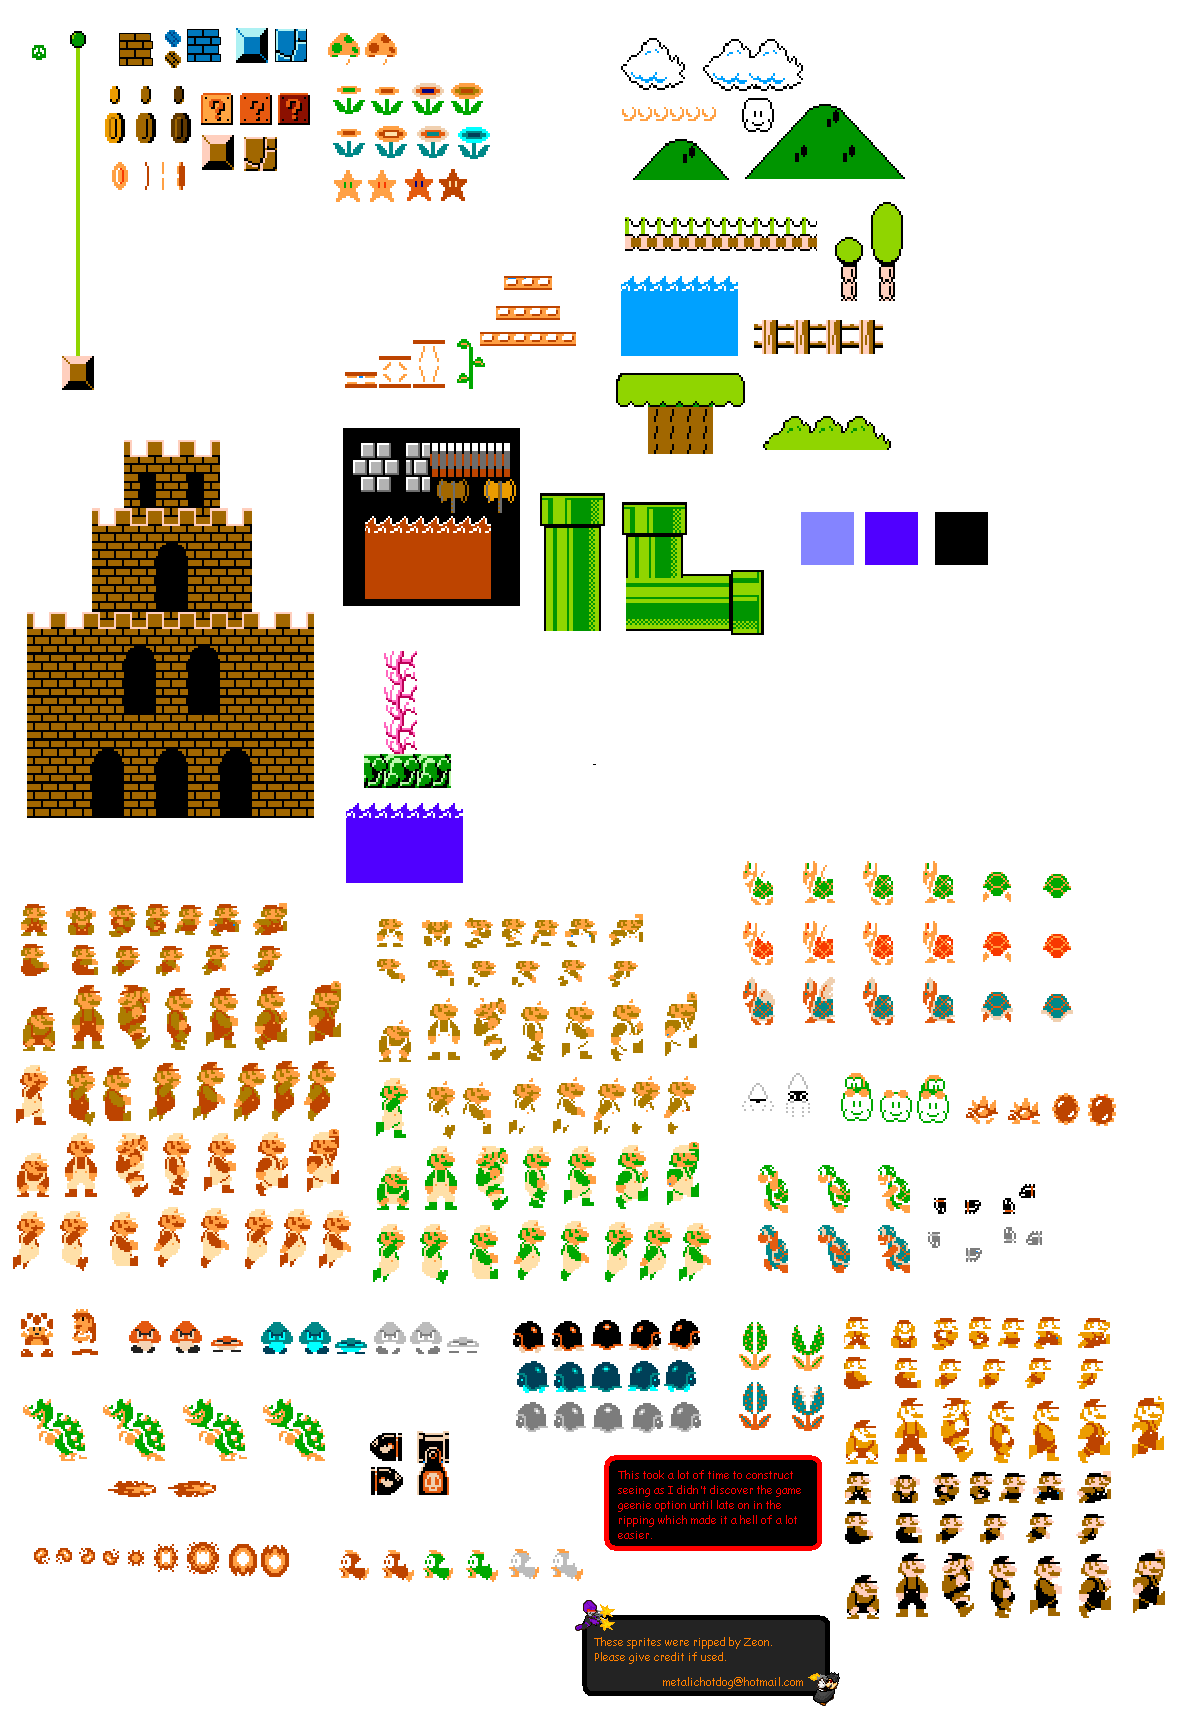 ? ? ?
This took a lot of time to construct
seeing as I didn't discover the game
geenie option until late on in the
ripping which made it a hell of a lot
easier.
These sprites were ripped by Zeon.
Please give credit if used.
metalichotdog@hotmail.com